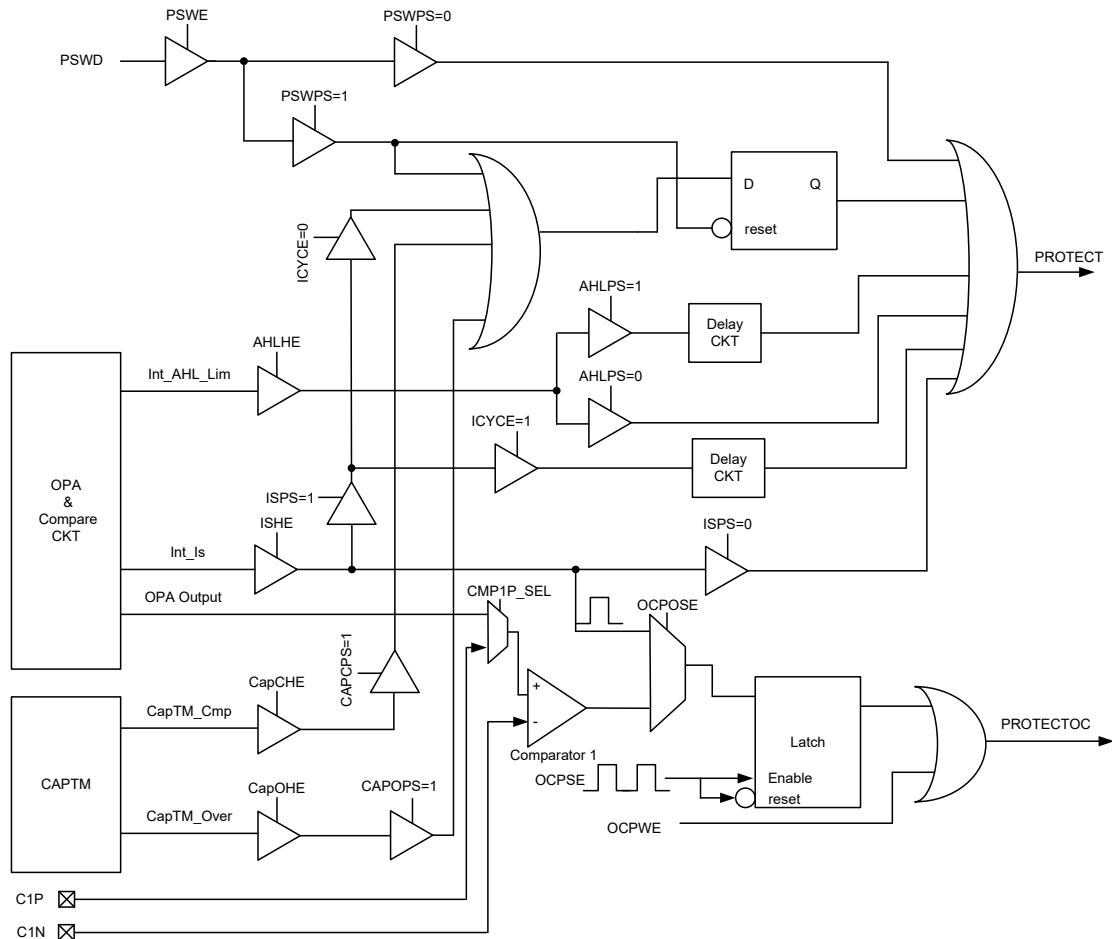 PSWE
PSWPS=0
PSWD
PSWPS=1
D
Q
reset
ICYCE=0
PROTECT
AHLPS=1
Delay
CKT
AHLHE
Int_AHL_Lim
AHLPS=0
ICYCE=1
Delay
CKT
OPA
&
Compare
CKT
ISPS=1
ISHE
ISPS=0
Int_Is
OPA Output
CMP1P_SEL
OCPOSE
CAPCPS=1
CapCHE
CapTM_Cmp
+
-
Comparator 1
Latch
PROTECTOC
CAPTM
OCPSE
Enable
reset
CapOHE
CAPOPS=1
CapTM_Over
OCPWE
C1P
C1N